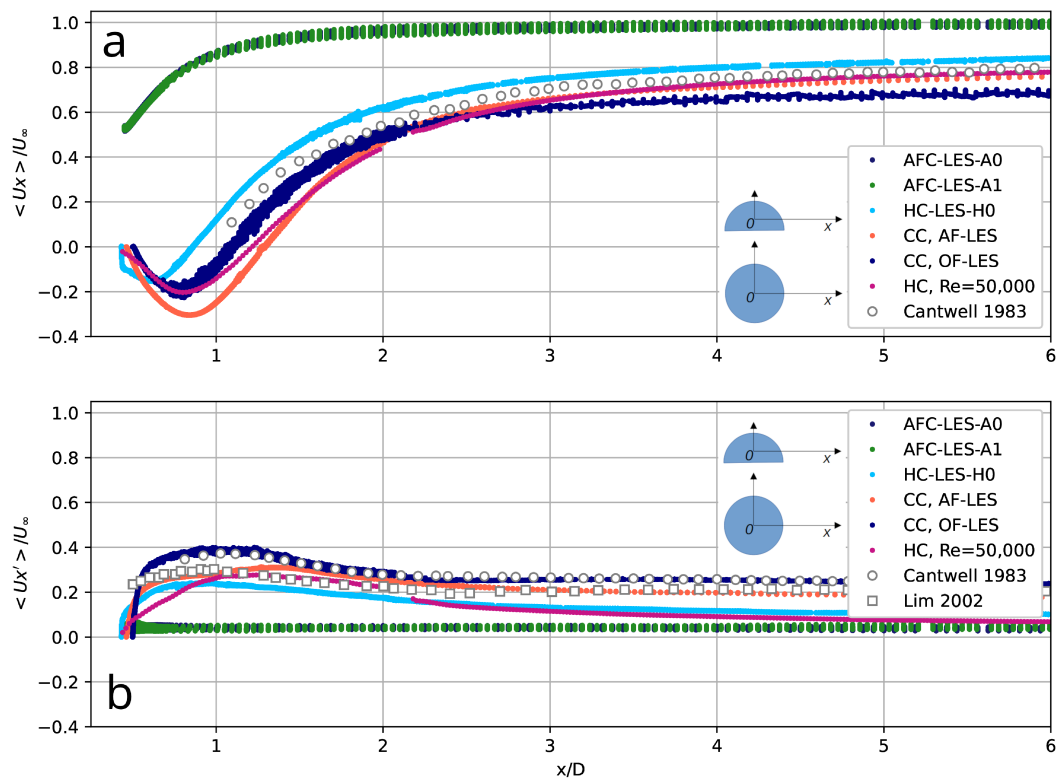 a
1.0
0.8
0.6
0.4
0.2
0.0
−0.2
−0.4
< Ux > /U∞
AFC-LES-A0
AFC-LES-A1
HC-LES-H0
CC, AF-LES
CC, OF-LES
HC, Re=50,000
Cantwell 1983
0
x
0
x
1
2
3
4
5
6
b
1.0
0.8
0.6
0.4
0.2
0.0
−0.2
−0.4
< Ux' > /U∞
AFC-LES-A0
AFC-LES-A1
HC-LES-H0
CC, AF-LES
CC, OF-LES
HC, Re=50,000
Cantwell 1983
Lim 2002
0
x
0
x
1
2
3
4
5
6
x/D